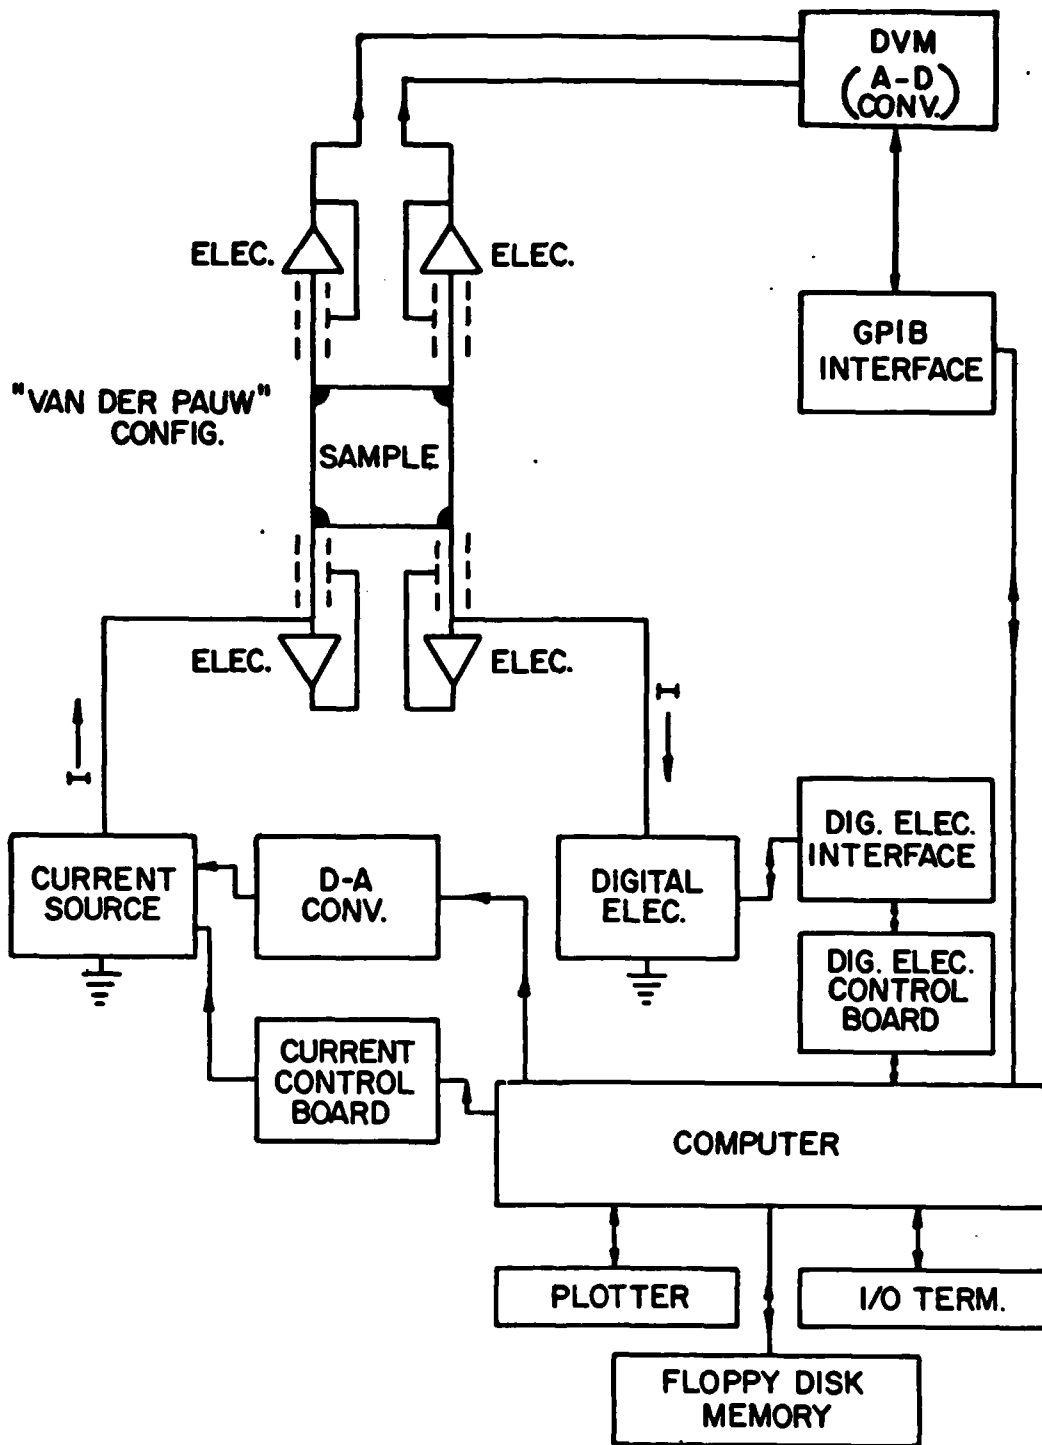 DVM
(A-D
CONV.)
ELEC.
ELEC.
GPIB
INTERFACE
"VAN DER PAUW"
CONFIG.
SAMPLE
ELEC.
ELEC.
I
I
CURRENT
SOURCE
D-A
CONV.
DIGITAL
ELEC.
DIG. ELEC.
INTERFACE
DIG. ELEC.
CONTROL
BOARD
CURRENT
CONTROL
BOARD
COMPUTER
PLOTTER
I/O TERM.
FLOPPY DISK
MEMORY